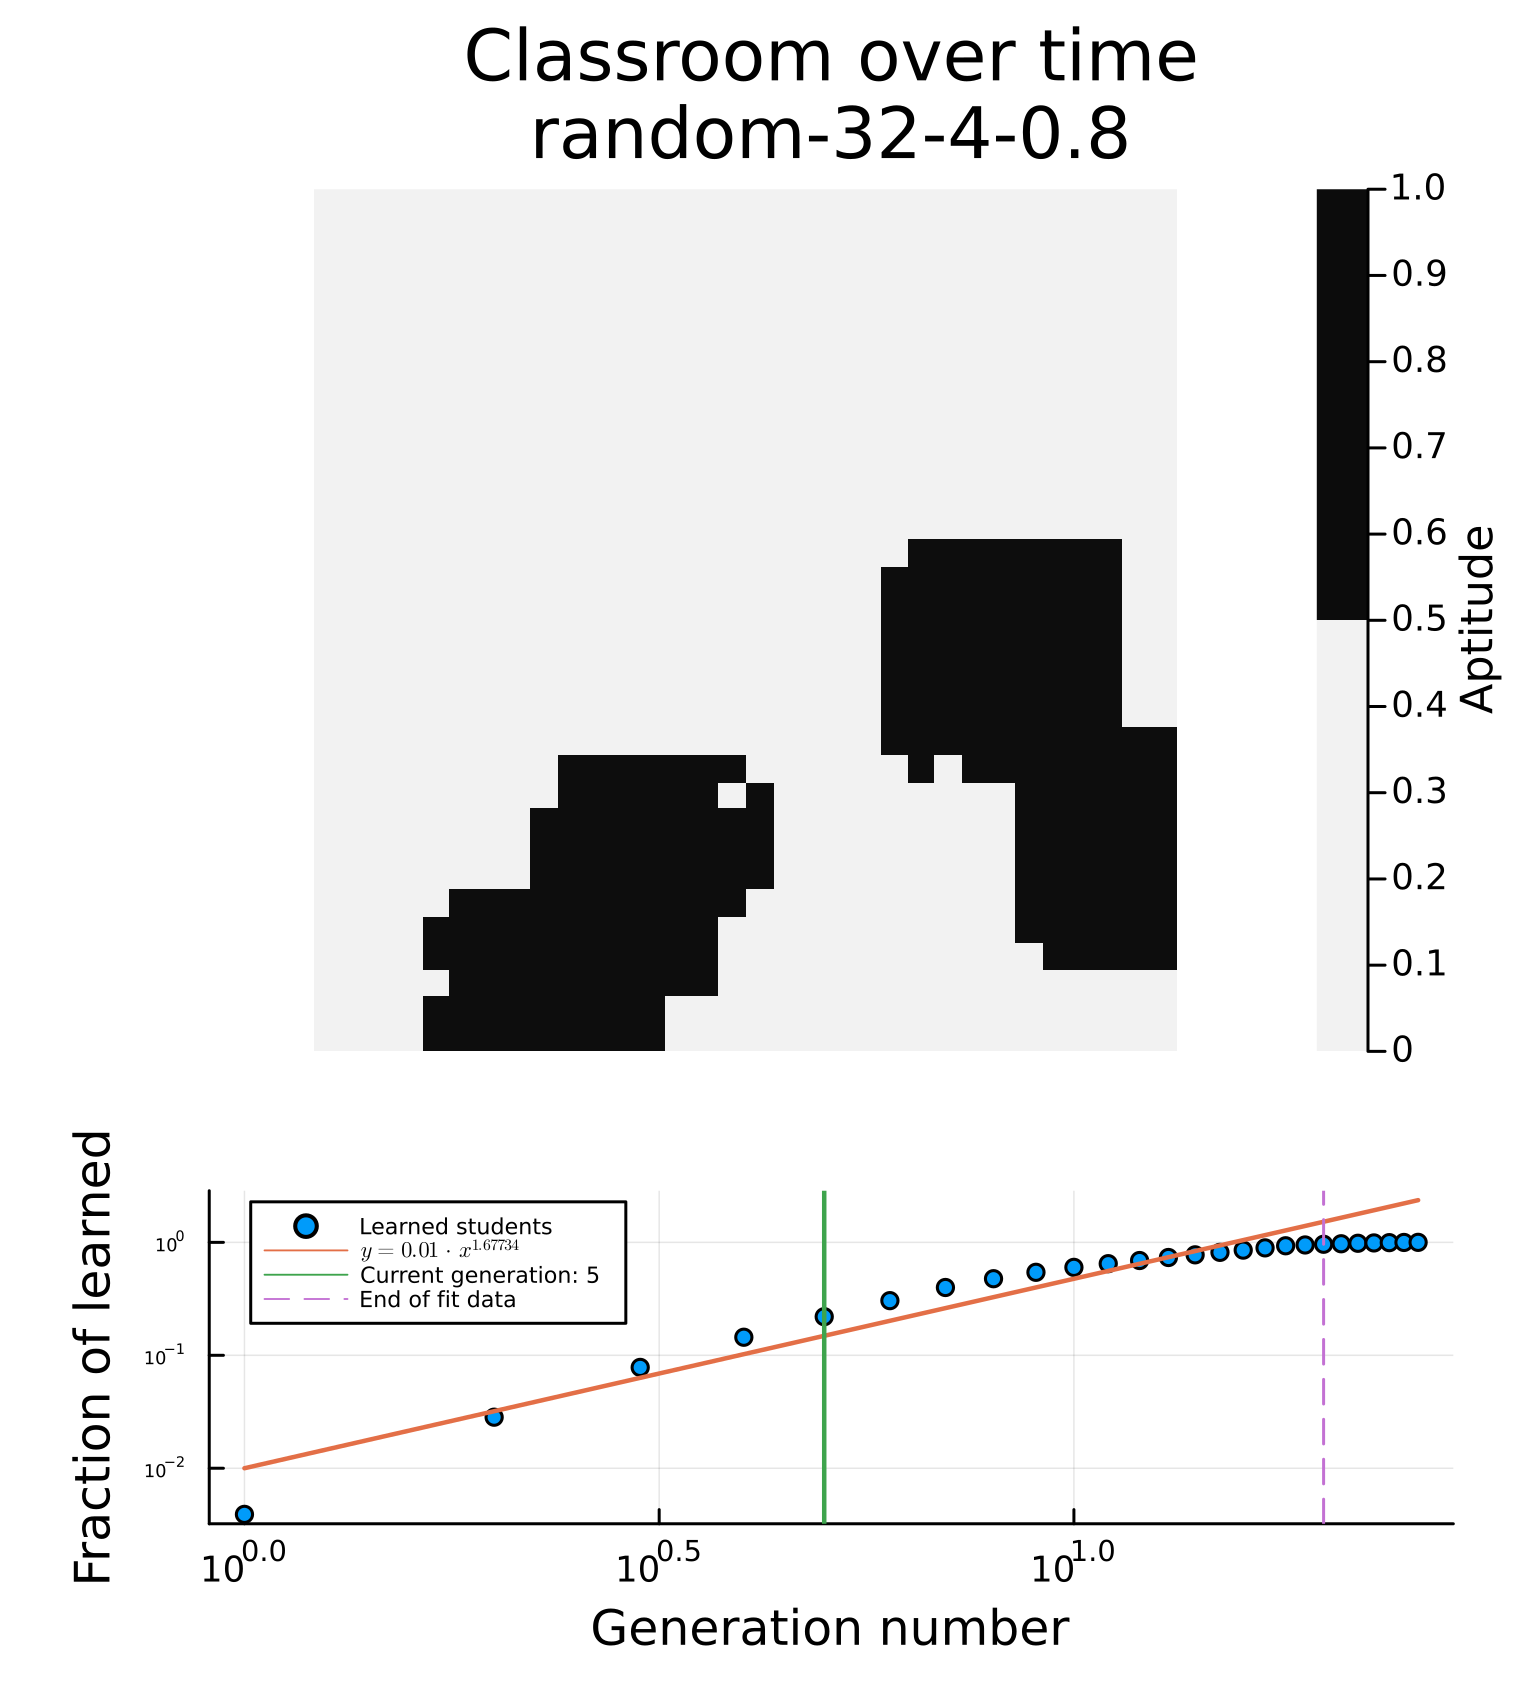 Classroom over time
random-32-4-0.8
1.0
0.9
0.8
0.7
0.6
0.5
0.4
0.3
0.2
0.1
0
Aptitude
Fraction of learned
10⁰
10⁻¹
10⁻²
Learned students
y = 0.01 · x^1.67734
Current generation: 5
End of fit data
10^0.0
10^0.5
10^1.0
Generation number